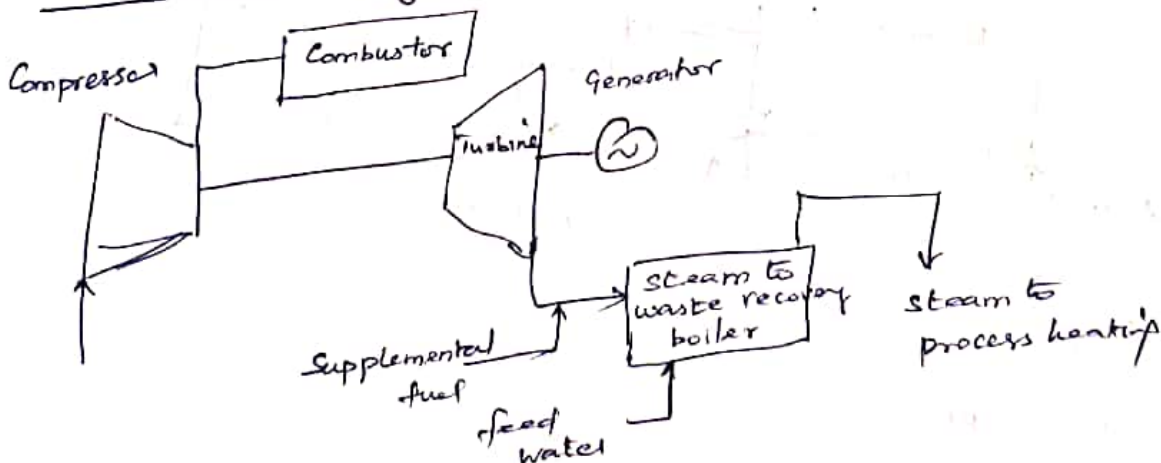 Compressor
Combustor
Generator
Turbine
~
Supplemental
fuel
feed
water
steam to
waste recovery
boiler
steam to
process heating